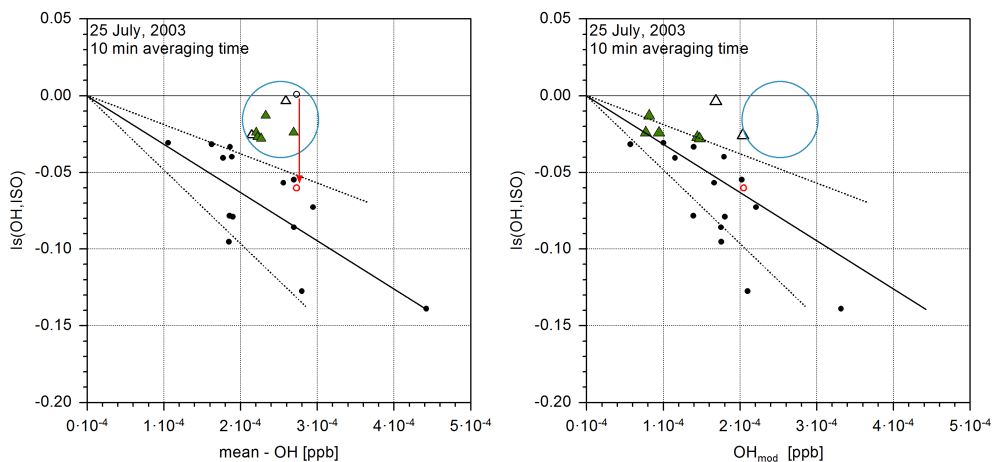 25 July, 2003
10 min averaging time
Is(OH,ISO)
0.05
0.00
-0.05
-0.10
-0.15
-0.20
0·10⁻⁴ 1·10⁻⁴ 2·10⁻⁴ 3·10⁻⁴ 4·10⁻⁴ 5·10⁻⁴
mean - OH [ppb]
25 July, 2003
10 min averaging time
Is(OH,ISO)
0.05
0.00
-0.05
-0.10
-0.15
-0.20
0·10⁻⁴ 1·10⁻⁴ 2·10⁻⁴ 3·10⁻⁴ 4·10⁻⁴ 5·10⁻⁴
OHmod [ppb]